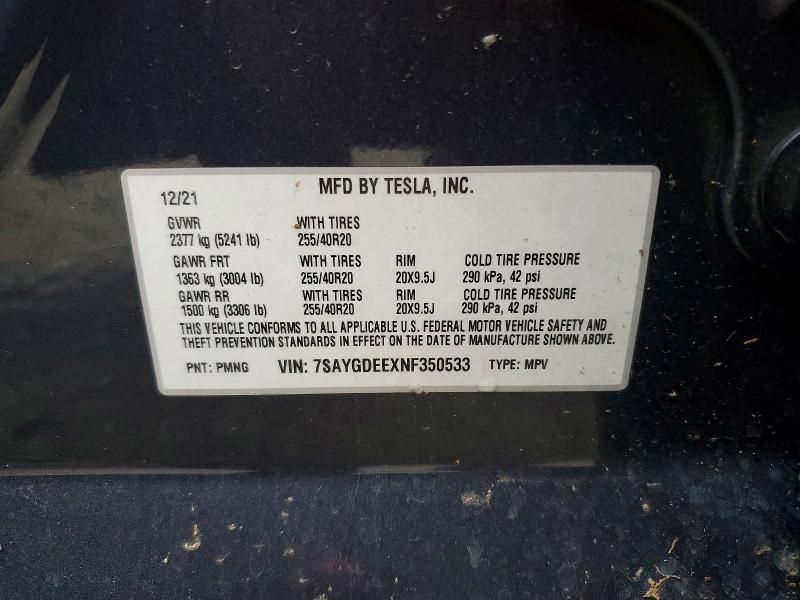 MFD BY TESLA, INC.
12/21
GVWR WITH TIRES
2377 kg (5241 lb) 255/40R20
GAWR FRT WITH TIRES RIM COLD TIRE PRESSURE
1363 kg (3004 lb) 255/40R20 20X9.5J 290 kPa, 42 psi
GAWR RR WITH TIRES RIM COLD TIRE PRESSURE
1500 kg (3306 lb) 255/40R20 20X9.5J 290 kPa, 42 psi
THIS VEHICLE CONFORMS TO ALL APPLICABLE U.S. FEDERAL MOTOR VEHICLE SAFETY AND
THEFT PREVENTION STANDARDS IN EFFECT ON THE DATE OF MANUFACTURE SHOWN ABOVE.
PNT: PMNG VIN: 7SAYGDEEXNF350533 TYPE: MPV